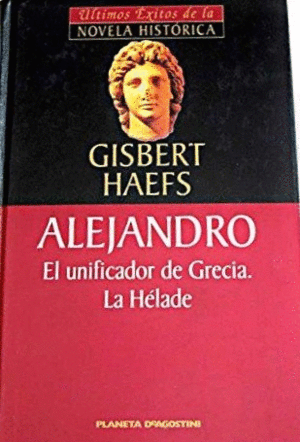 Últimos Éxitos de la
NOVELA HISTÓRICA
GISBERT
HAEFS
ALEJANDRO
El unificador de Grecia.
La Hélade
PLANETA DEAGOSTINI